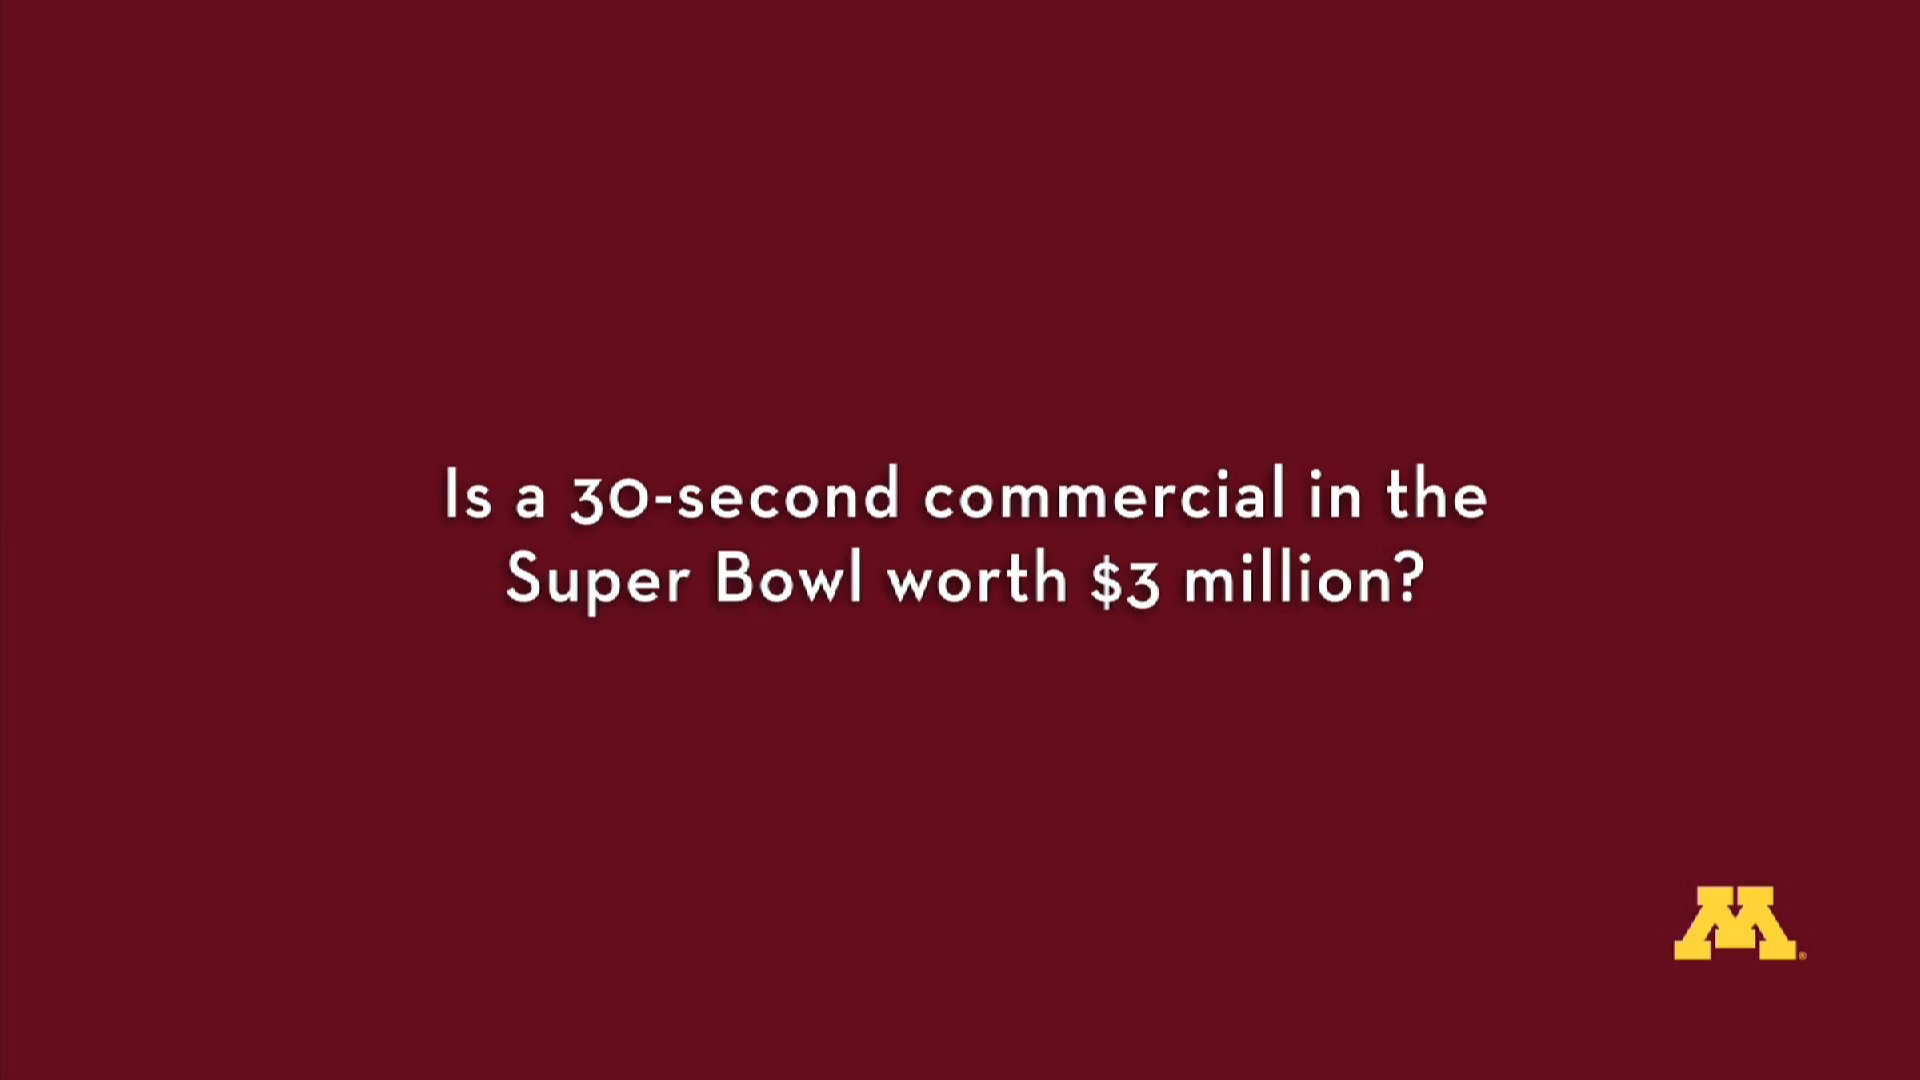 Is a 30-second commercial in the
Super Bowl worth $3 million?
M®